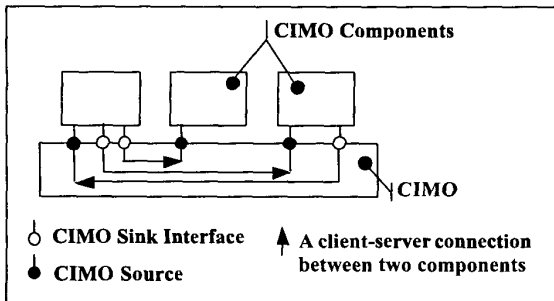 CIMO Components
CIMO
CIMO Sink Interface
CIMO Source
A client-server connection
between two components